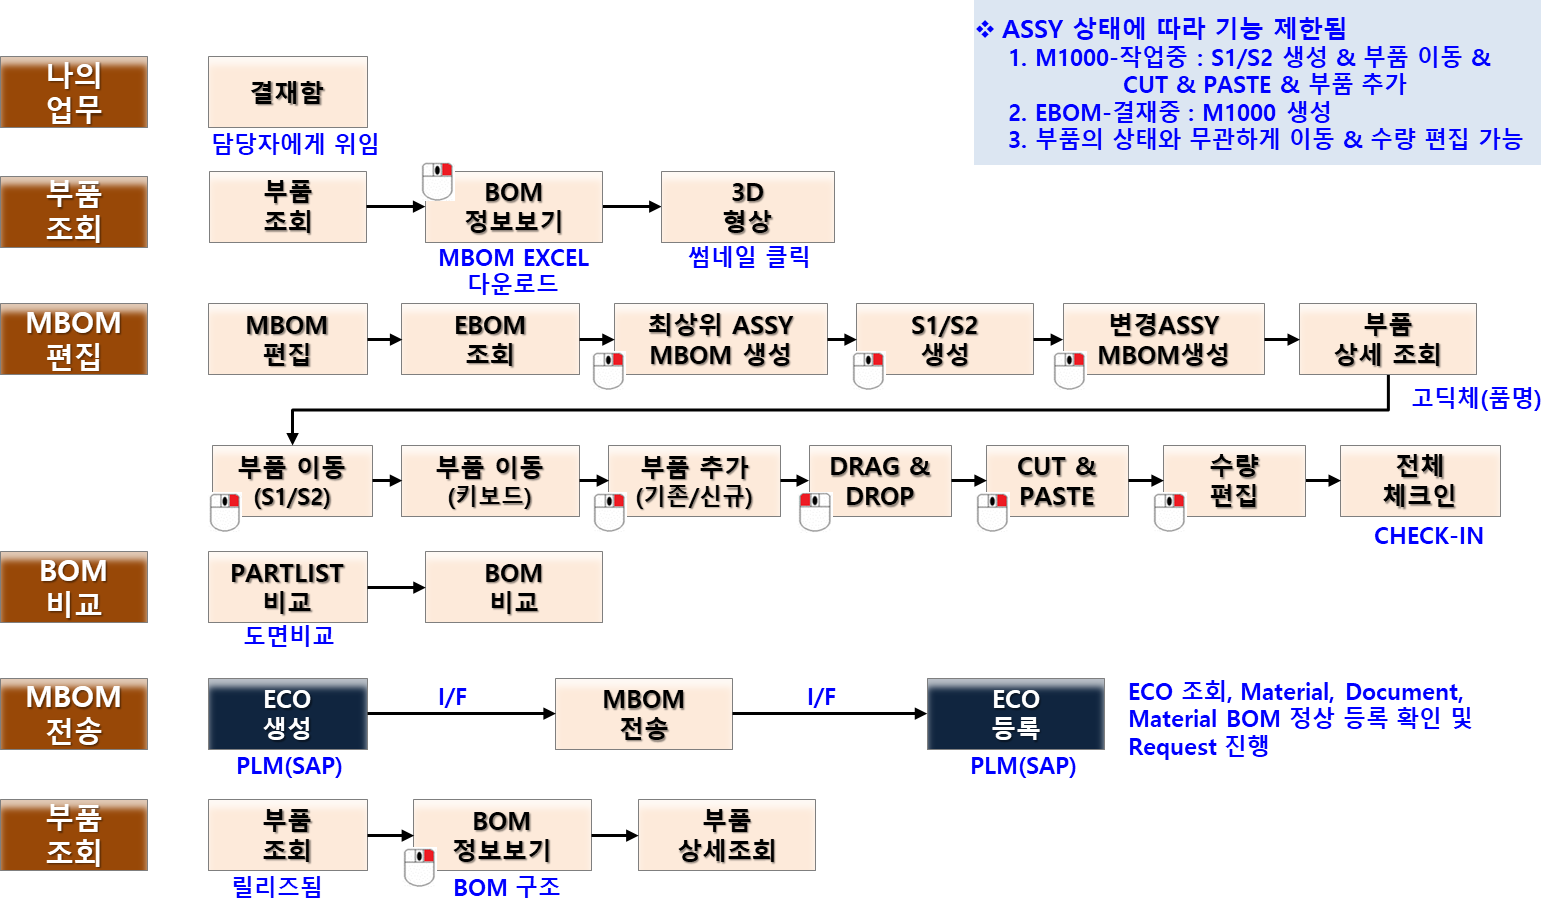 ❖ ASSY 상태에 따라 기능 제한됨
1. M1000-작업중 : S1/S2 생성 & 부품 이동 &
CUT & PASTE & 부품 추가
2. EBOM-결재중 : M1000 생성
3. 부품의 상태와 무관하게 이동 & 수량 편집 가능
나의
업무
결재함
담당자에게 위임
부품
조회
부품
조회
BOM
정보보기
MBOM EXCEL
다운로드
3D
형상
썸네일 클릭
MBOM
편집
MBOM
편집
EBOM
조회
최상위 ASSY
MBOM 생성
S1/S2
생성
변경ASSY
MBOM생성
부품
상세 조회
고딕체(품명)
부품 이동
(S1/S2)
부품 이동
(키보드)
부품 추가
(기존/신규)
DRAG &
DROP
CUT &
PASTE
수량
편집
전체
체크인
CHECK-IN
BOM
비교
PARTLIST
비교
도면비교
BOM
비교
MBOM
전송
ECO
생성
PLM(SAP)
I/F
MBOM
전송
I/F
ECO
등록
PLM(SAP)
ECO 조회, Material, Document,
Material BOM 정상 등록 확인 및
Request 진행
부품
조회
부품
조회
릴리즈됨
BOM
정보보기
BOM 구조
부품
상세조회